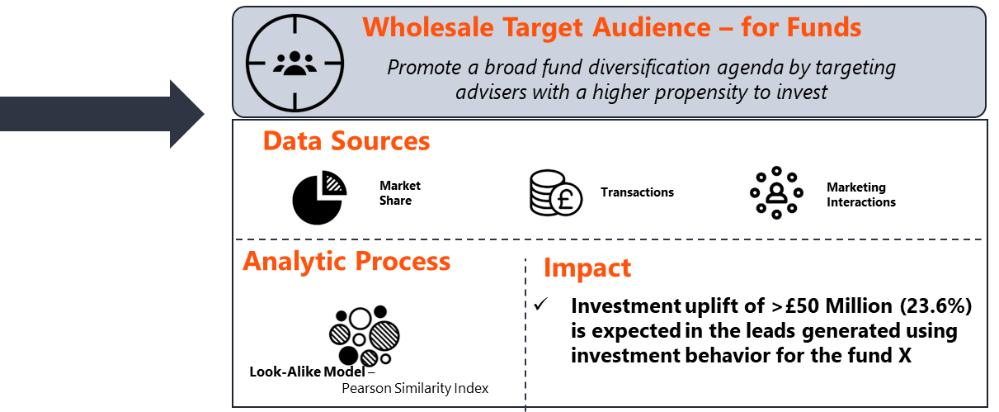 Wholesale Target Audience – for Funds
Promote a broad fund diversification agenda by targeting
advisers with a higher propensity to invest
Data Sources
Market
Share
£
Transactions
Marketing
Interactions
Analytic Process
Look-Alike Model –
Pearson Similarity Index
Impact
✓ Investment uplift of >£50 Million (23.6%)
is expected in the leads generated using
investment behavior for the fund X